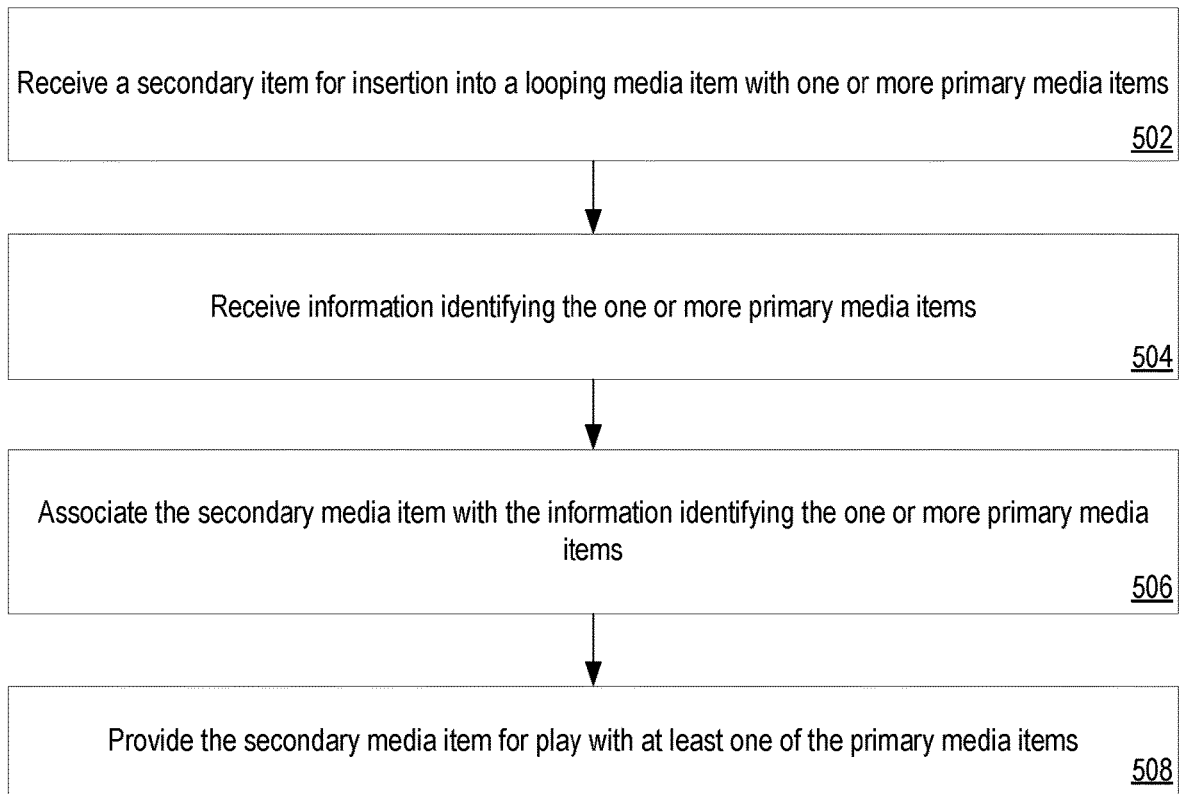 Receive a secondary item for insertion into a looping media item with one or more primary media items
502
Receive information identifying the one or more primary media items
504
Associate the secondary media item with the information identifying the one or more primary media
items
506
Provide the secondary media item for play with at least one of the primary media items
508